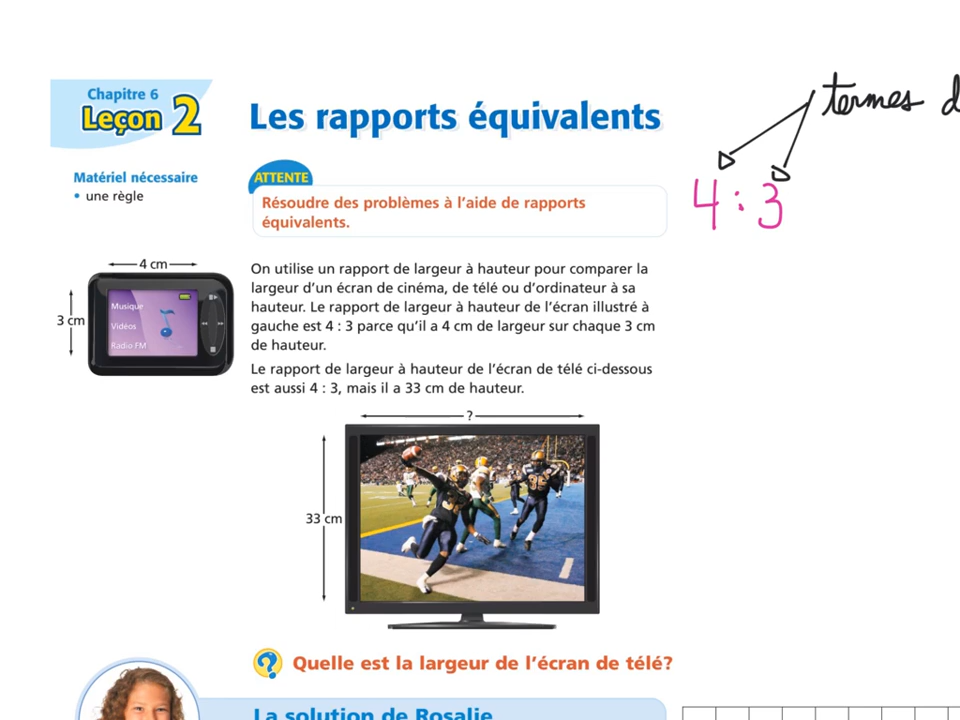 Chapitre 6
Leçon 2
Les rapports équivalents
termes
4 : 3
Matériel nécessaire
• une règle
ATTENTE
Résoudre des problèmes à l'aide de rapports
équivalents.
4 cm
3 cm
Musique
Vidéos
Radio FM
On utilise un rapport de largeur à hauteur pour comparer la
largeur d'un écran de cinéma, de télé ou d'ordinateur à sa
hauteur. Le rapport de largeur à hauteur de l'écran illustré à
gauche est 4 : 3 parce qu'il a 4 cm de largeur sur chaque 3 cm
de hauteur.
Le rapport de largeur à hauteur de l'écran de télé ci-dessous
est aussi 4 : 3, mais il a 33 cm de hauteur.
?
33 cm
?
Quelle est la largeur de l'écran de télé?
La solution de Rosalie